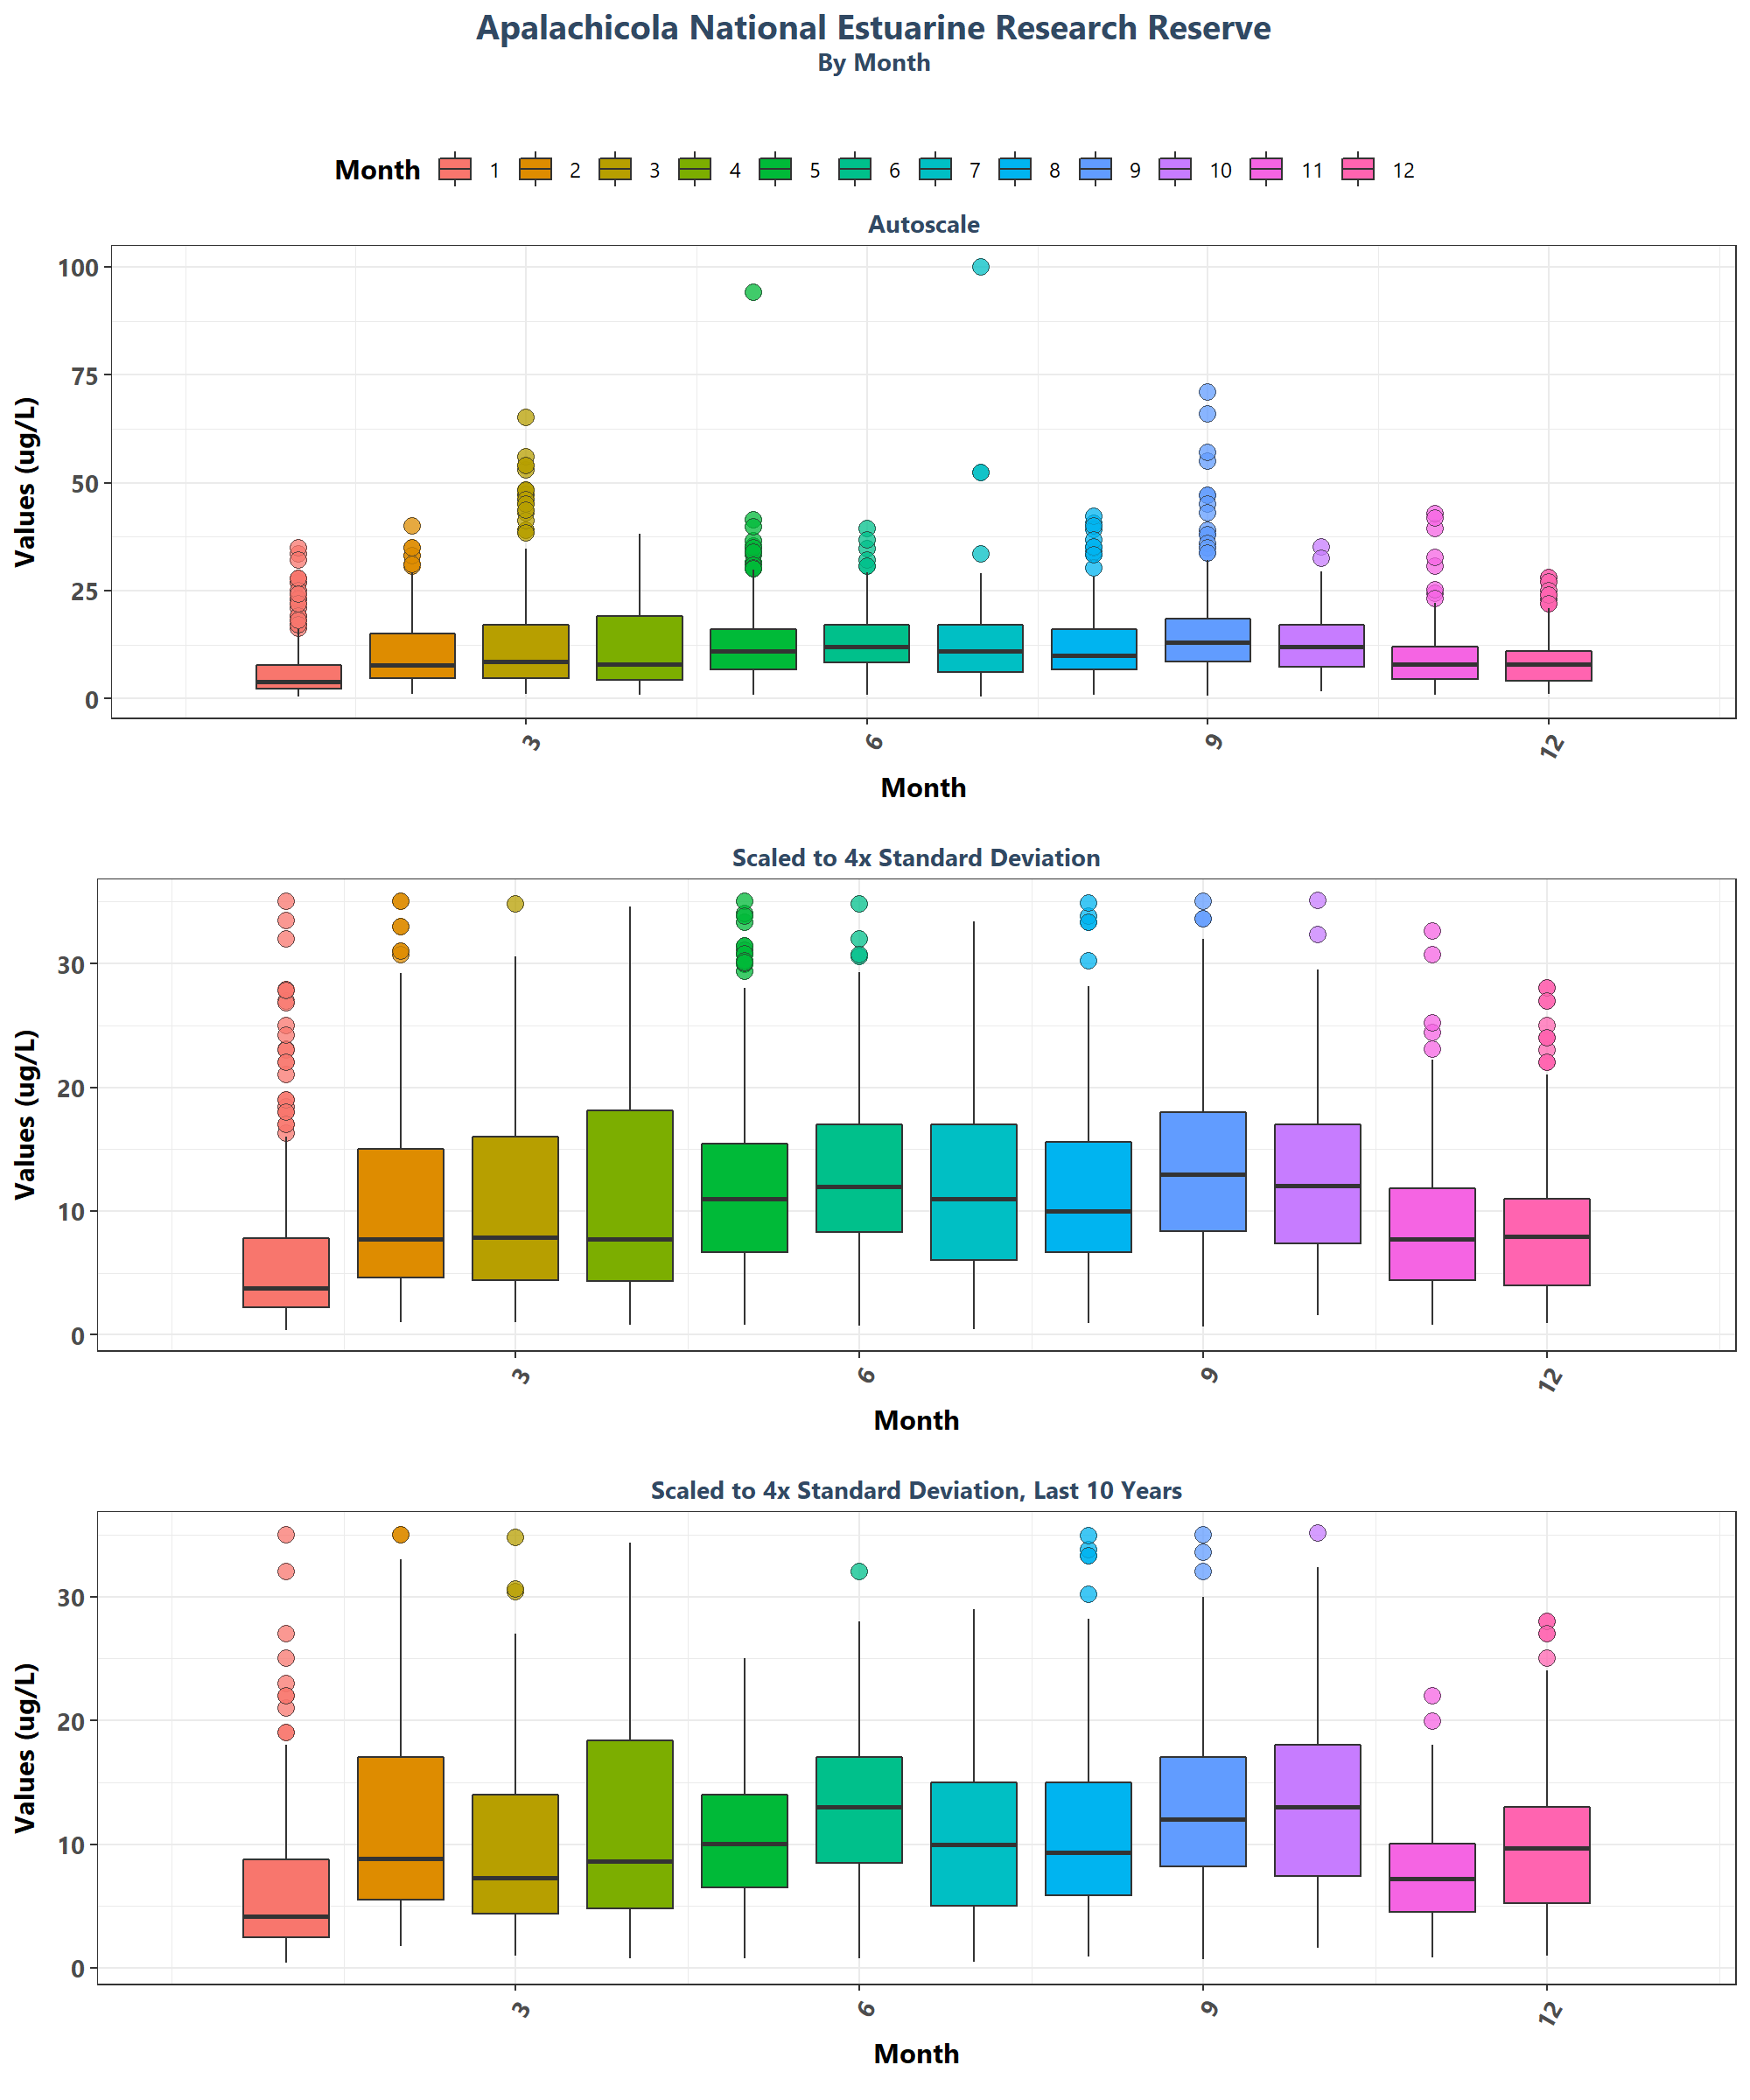 Apalachicola National Estuarine Research Reserve
By Month
Month 1 2 3 4 5 6 7 8 9 10 11 12
Autoscale
Values (ug/L)
100
75
50
25
0
3 6 9 12
Month
Scaled to 4x Standard Deviation
Values (ug/L)
30
20
10
0
3 6 9 12
Month
Scaled to 4x Standard Deviation, Last 10 Years
Values (ug/L)
30
20
10
0
3 6 9 12
Month